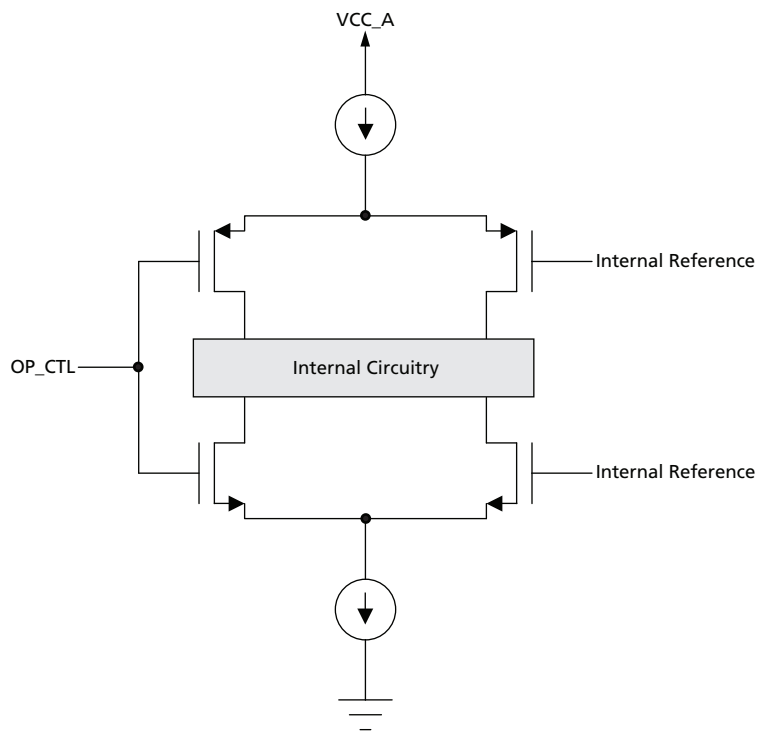 VCC_A
Internal Reference
OP_CTL
Internal Circuitry
Internal Reference